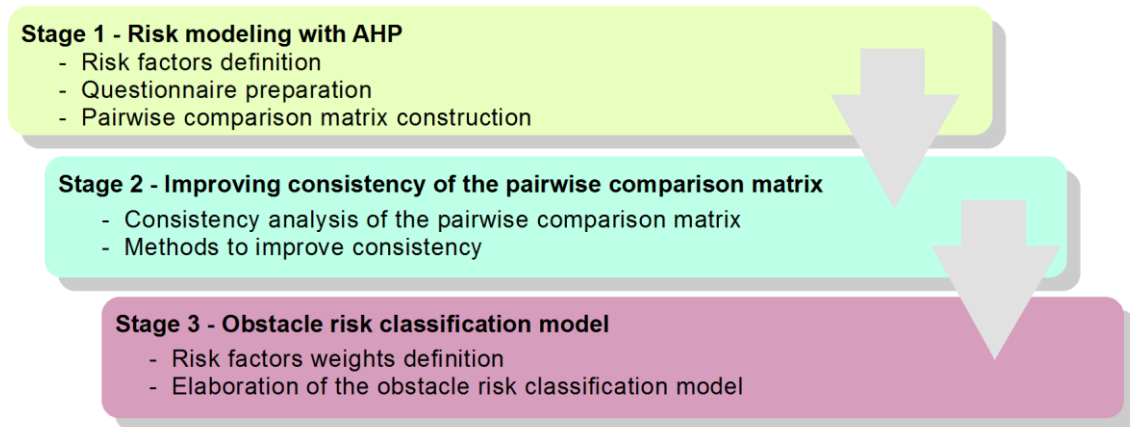 Stage 1 - Risk modeling with AHP
- Risk factors definition
- Questionnaire preparation
- Pairwise comparison matrix construction
Stage 2 - Improving consistency of the pairwise comparison matrix
- Consistency analysis of the pairwise comparison matrix
- Methods to improve consistency
Stage 3 - Obstacle risk classification model
- Risk factors weights definition
- Elaboration of the obstacle risk classification model